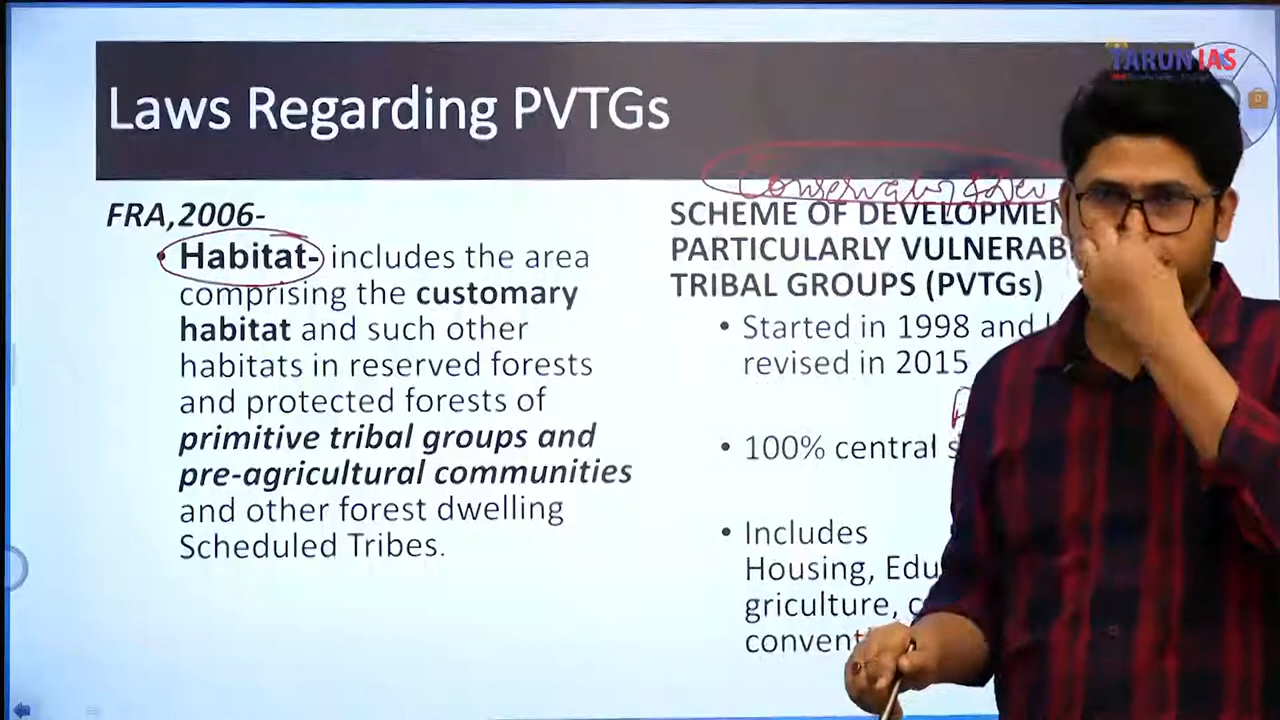 TARUN IAS
Laws Regarding PVTGs
FRA,2006-
• Habitat- includes the area
comprising the customary
habitat and such other
habitats in reserved forests
and protected forests of
primitive tribal groups and
pre-agricultural communities
and other forest dwelling
Scheduled Tribes.
& Dev
SCHEME OF DEVELOPMEN
PARTICULARLY VULNERAB
TRIBAL GROUPS (PVTGs)
• Started in 1998 and
revised in 2015
• 100% central s
• Includes
Housing, Edu
griculture, c
convent